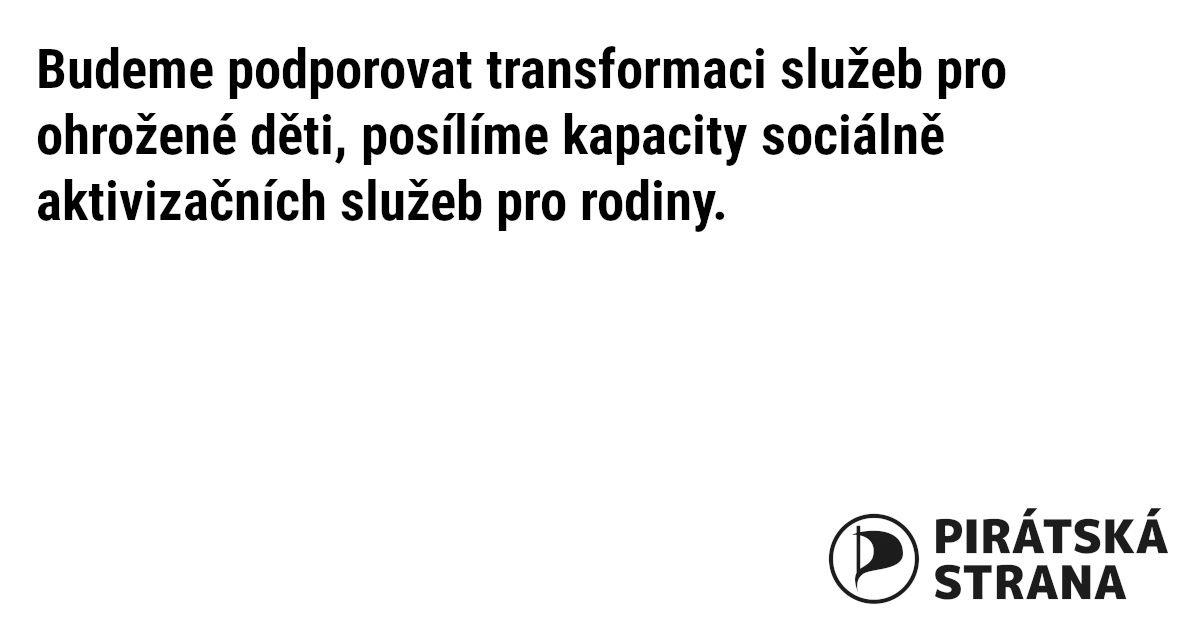 Budeme podporovat transformaci služeb pro
ohrožené děti, posílíme kapacity sociálně
aktivizačních služeb pro rodiny.
PIRÁTSKÁ
STRANA